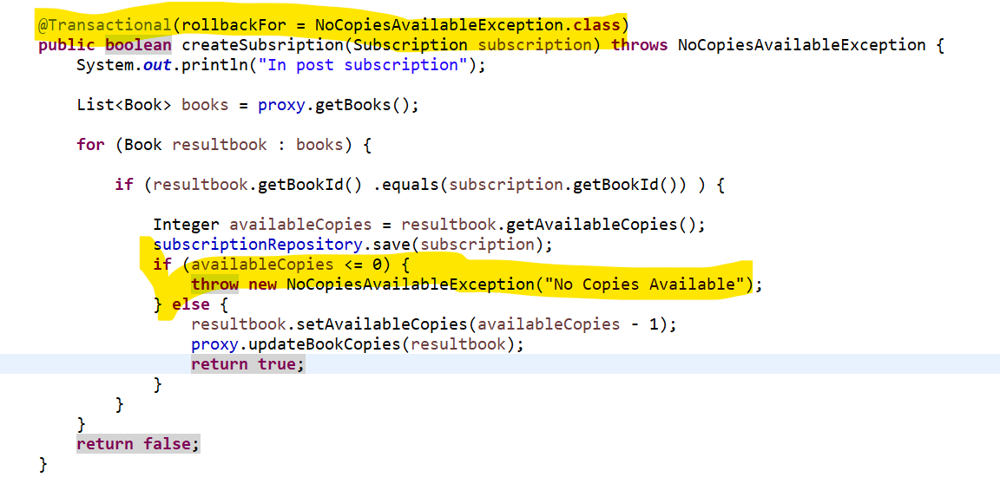 @Transactional(rollbackFor = NoCopiesAvailableException.class)
public boolean createSubsription(Subscription subscription) throws NoCopiesAvailableException {
System.out.println("In post subscription");
List<Book> books = proxy.getBooks();
for (Book resultbook : books) {
if (resultbook.getBookId() .equals(subscription.getBookId()) ) {
Integer availableCopies = resultbook.getAvailableCopies();
subscriptionRepository.save(subscription);
if (availableCopies <= 0) {
throw new NoCopiesAvailableException("No Copies Available");
} else {
resultbook.setAvailableCopies(availableCopies - 1);
proxy.updateBookCopies(resultbook);
return true;
}
}
}
return false;
}